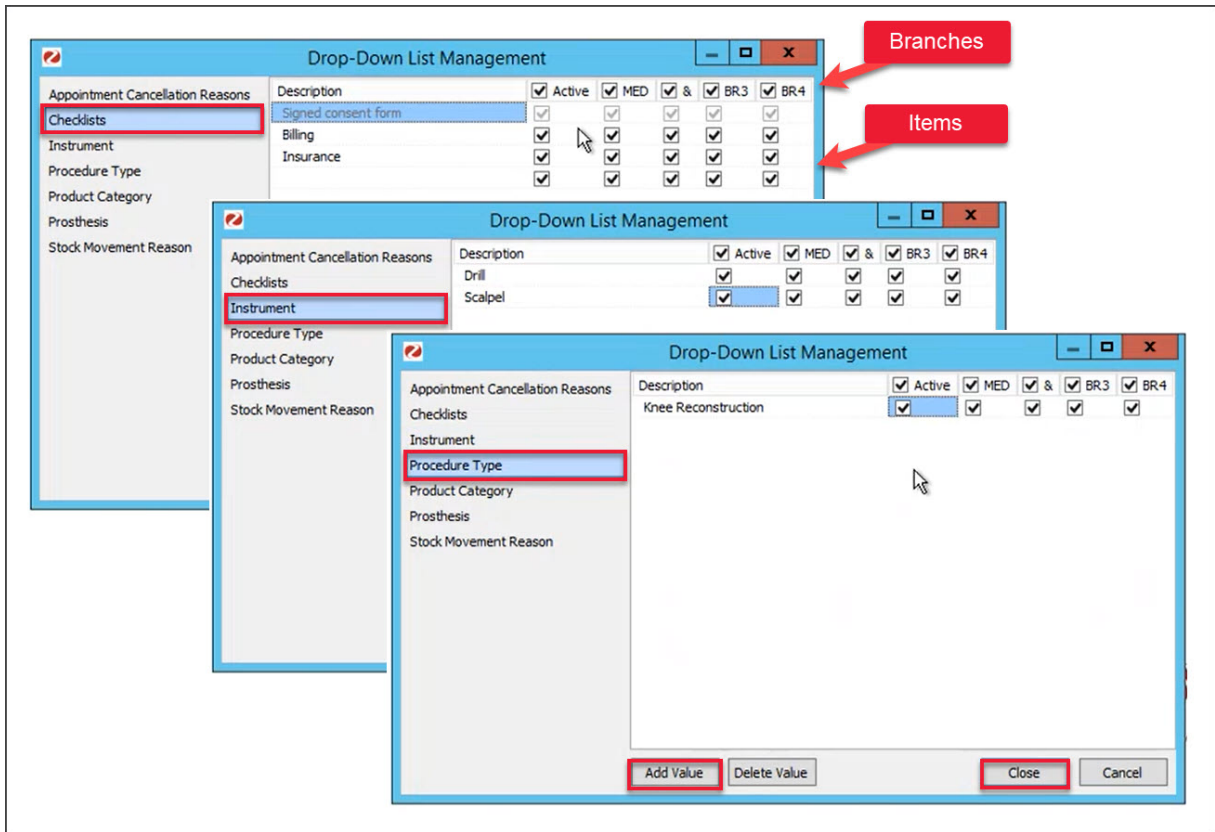 Branches
Items
Drop-Down List Management
Appointment Cancellation Reasons
Checklists
Instrument
Procedure Type
Product Category
Prosthesis
Stock Movement Reason
Description Active MED & BR3 BR4
Signed consent form
Billing
Insurance
Drop-Down List Management
Appointment Cancellation Reasons
Checklists
Instrument
Procedure Type
Product Category
Prosthesis
Stock Movement Reason
Description Active MED & BR3 BR4
Drill
Scalpel
Drop-Down List Management
Appointment Cancellation Reasons
Checklists
Instrument
Procedure Type
Product Category
Prosthesis
Stock Movement Reason
Description Active MED & BR3 BR4
Knee Reconstruction
Add Value Delete Value Close Cancel